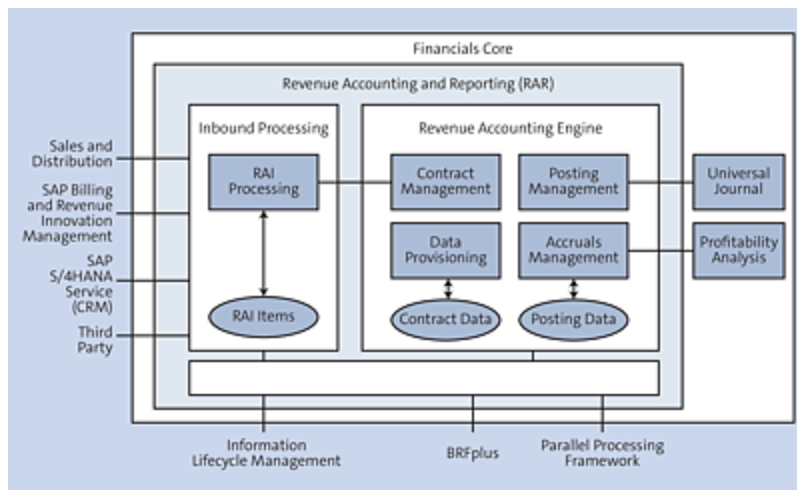 Financials Core
Revenue Accounting and Reporting (RAR)
Inbound Processing
Revenue Accounting Engine
Sales and
Distribution
SAP Billing
and Revenue
Innovation
Management
SAP
S/4HANA
Service
(CRM)
Third
Party
RAI
Processing
RAI Items
Contract
Management
Posting
Management
Data
Provisioning
Accruals
Management
Contract Data
Posting Data
Universal
Journal
Profitability
Analysis
Information
Lifecycle Management
BRFplus
Parallel Processing
Framework